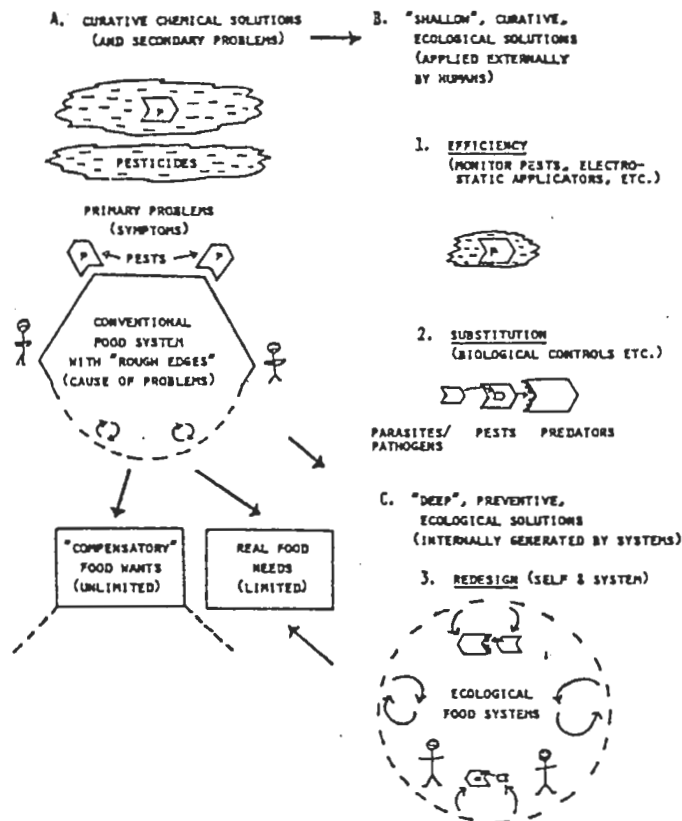 A. CURATIVE CHEMICAL SOLUTIONS
(AND SECONDARY PROBLEMS)
P
PESTICIDES
PRIMARY PROBLEMS
(SYMPTOMS)
P PESTS P
CONVENTIONAL
FOOD SYSTEM
WITH "ROUGH EDGES"
(CAUSE OF PROBLEMS)
"COMPENSATORY"
FOOD WANTS
(UNLIMITED)
REAL FOOD
NEEDS
(LIMITED)
B. "SHALLOW", CURATIVE,
ECOLOGICAL SOLUTIONS
(APPLIED EXTERNALLY
BY HUMANS)
1. EFFICIENCY
(MONITOR PESTS, ELECTRO-
STATIC APPLICATORS, ETC.)
P
2. SUBSTITUTION
(BIOLOGICAL CONTROLS ETC.)
PARASITES/ PESTS PREDATORS
PATHOGENS
C. "DEEP", PREVENTIVE,
ECOLOGICAL SOLUTIONS
(INTERNALLY GENERATED BY SYSTEMS)
3. REDESIGN (SELF & SYSTEM)
ECOLOGICAL
FOOD SYSTEMS